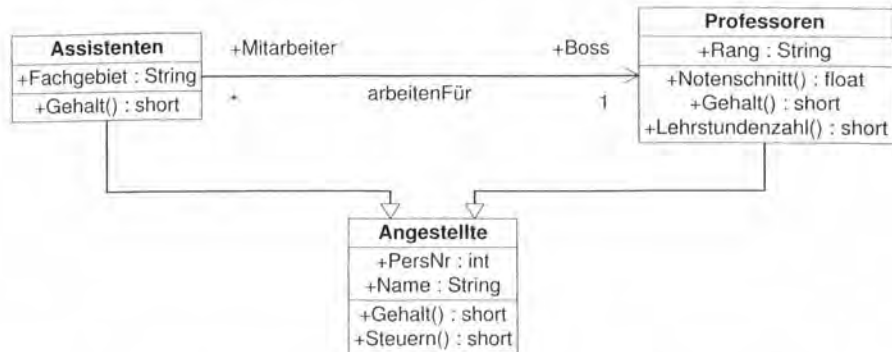 Assistenten
+Fachgebiet : String
+Gehalt() : short
+Mitarbeiter
+Boss
*
arbeitenFür
1
Professoren
+Rang : String
+Notenschnitt() : float
+Gehalt() : short
+Lehrstundenzahl() : short
Angestellte
+PersNr : int
+Name : String
+Gehalt() : short
+Steuern() : short